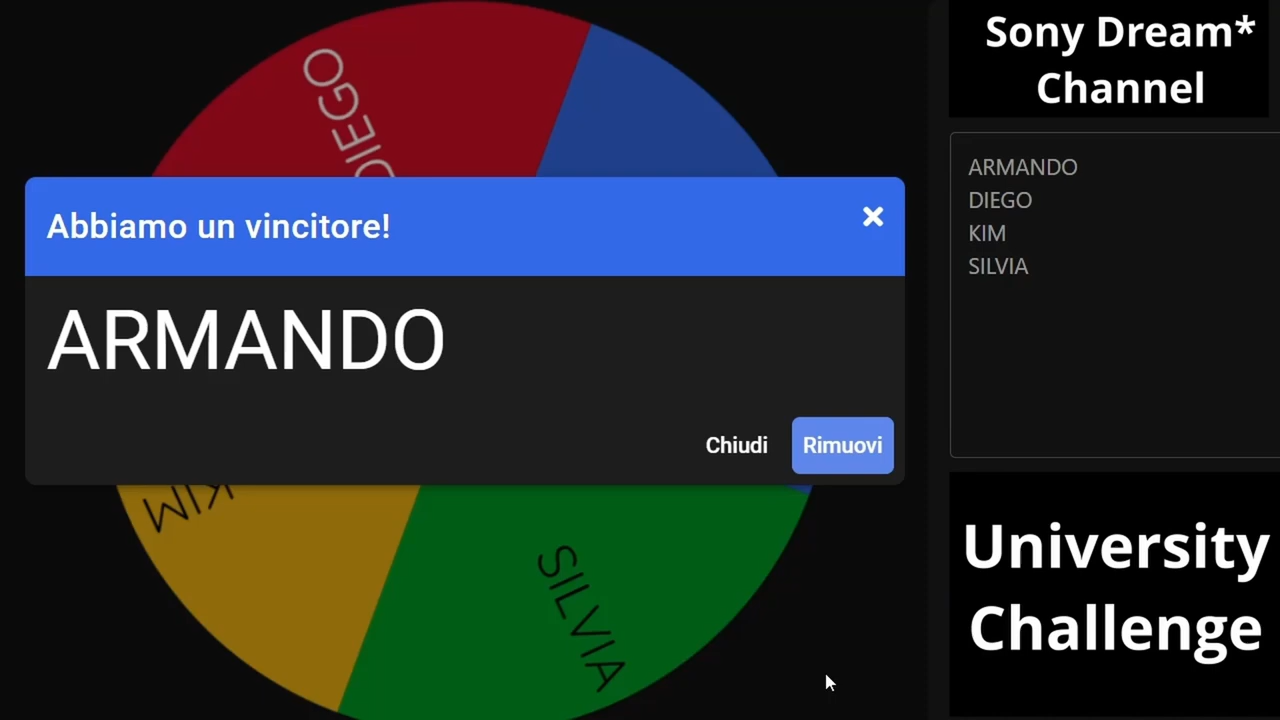 DIEGO
Abbiamo un vincitore!
ARMANDO
Chiudi
Rimuovi
KIM
SILVIA
Sony Dream*
Channel
ARMANDO
DIEGO
KIM
SILVIA
University
Challenge